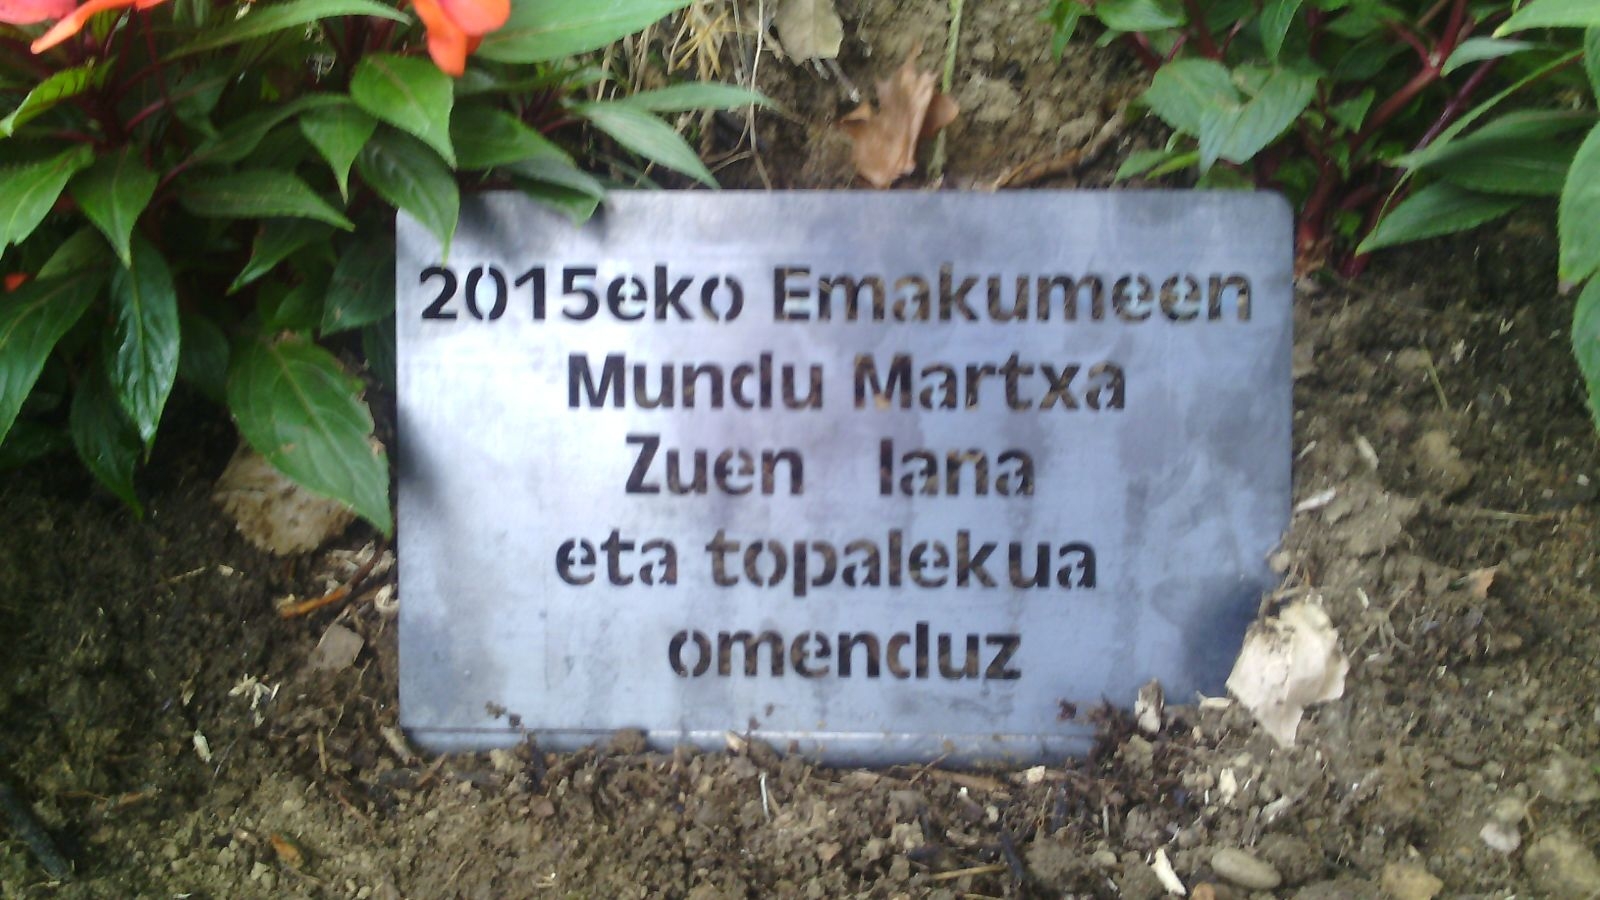 2015eko Emakumeen
Mundu Martxa
Zuen lana
eta topalekua
omenduz